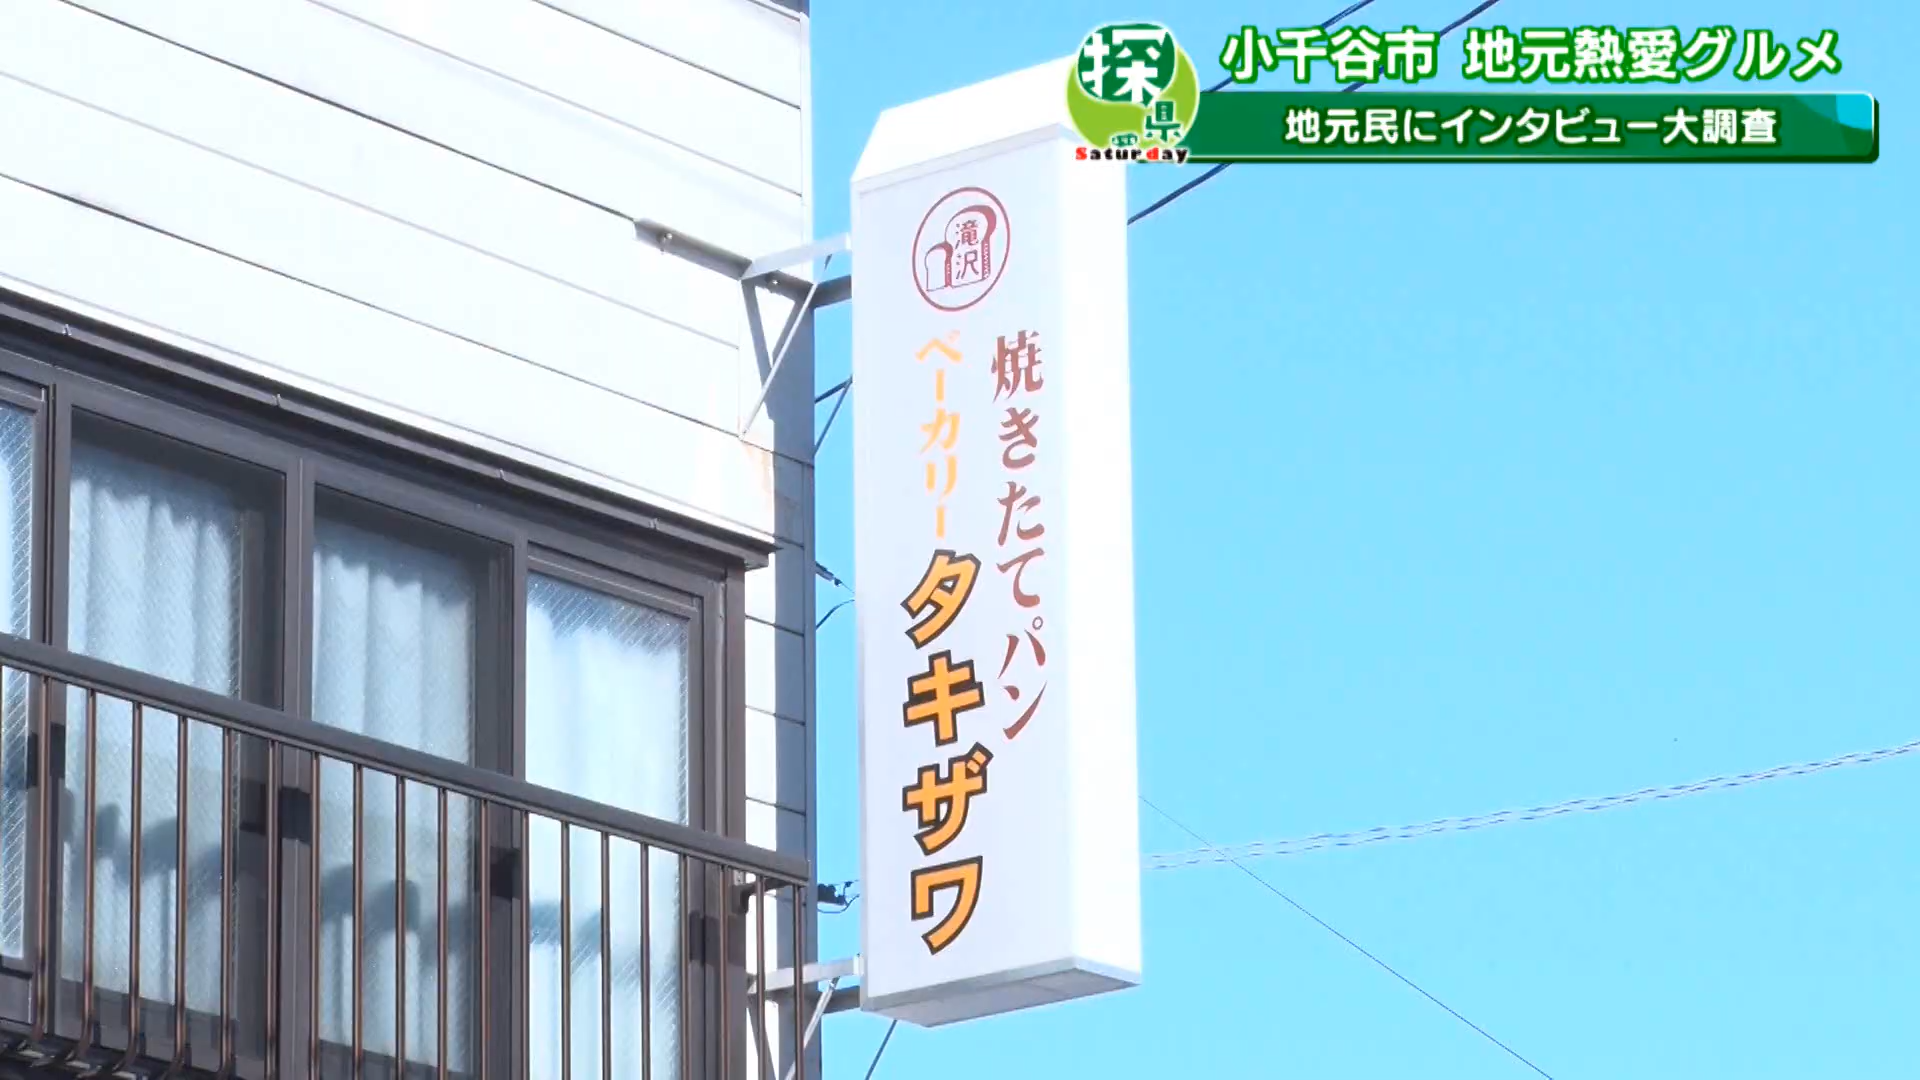 探県
Saturday
小千谷市 地元熱愛グルメ
地元民にインタビュー大調査
滝沢
焼きたてパン
ベーカリー タキザワ